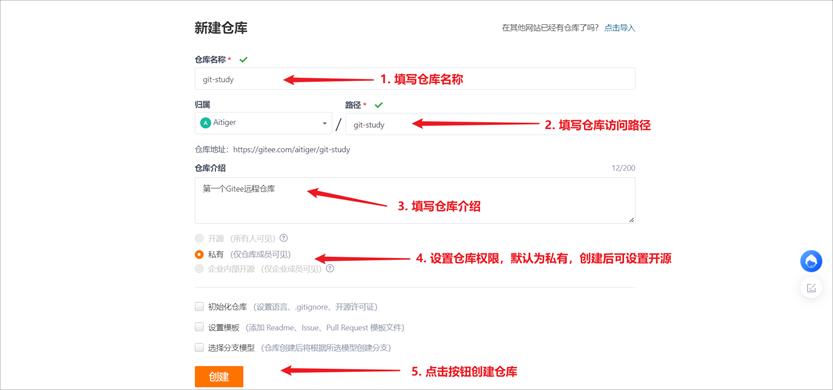 新建仓库
在其他网站已经有仓库了吗? 点击导入
仓库名称 *
git-study
1. 填写仓库名称
归属 路径 *
A Aitiger / git-study
2. 填写仓库访问路径
仓库地址: https://gitee.com/aitiger/git-study
仓库介绍 12/200
第一个Gitee远程仓库
3. 填写仓库介绍
开源 (所有人可见) ?
私有 (仅仓库成员可见)
4. 设置仓库权限，默认为私有，创建后可设置开源
企业内部开源 (仅企业成员可见) ?
初始化仓库 (设置语言、.gitignore、开源许可证)
设置模板 (添加 Readme、Issue、Pull Request 模板文件)
选择分支模型 (仓库创建后将根据所选模型创建分支)
创建
5. 点击按钮创建仓库